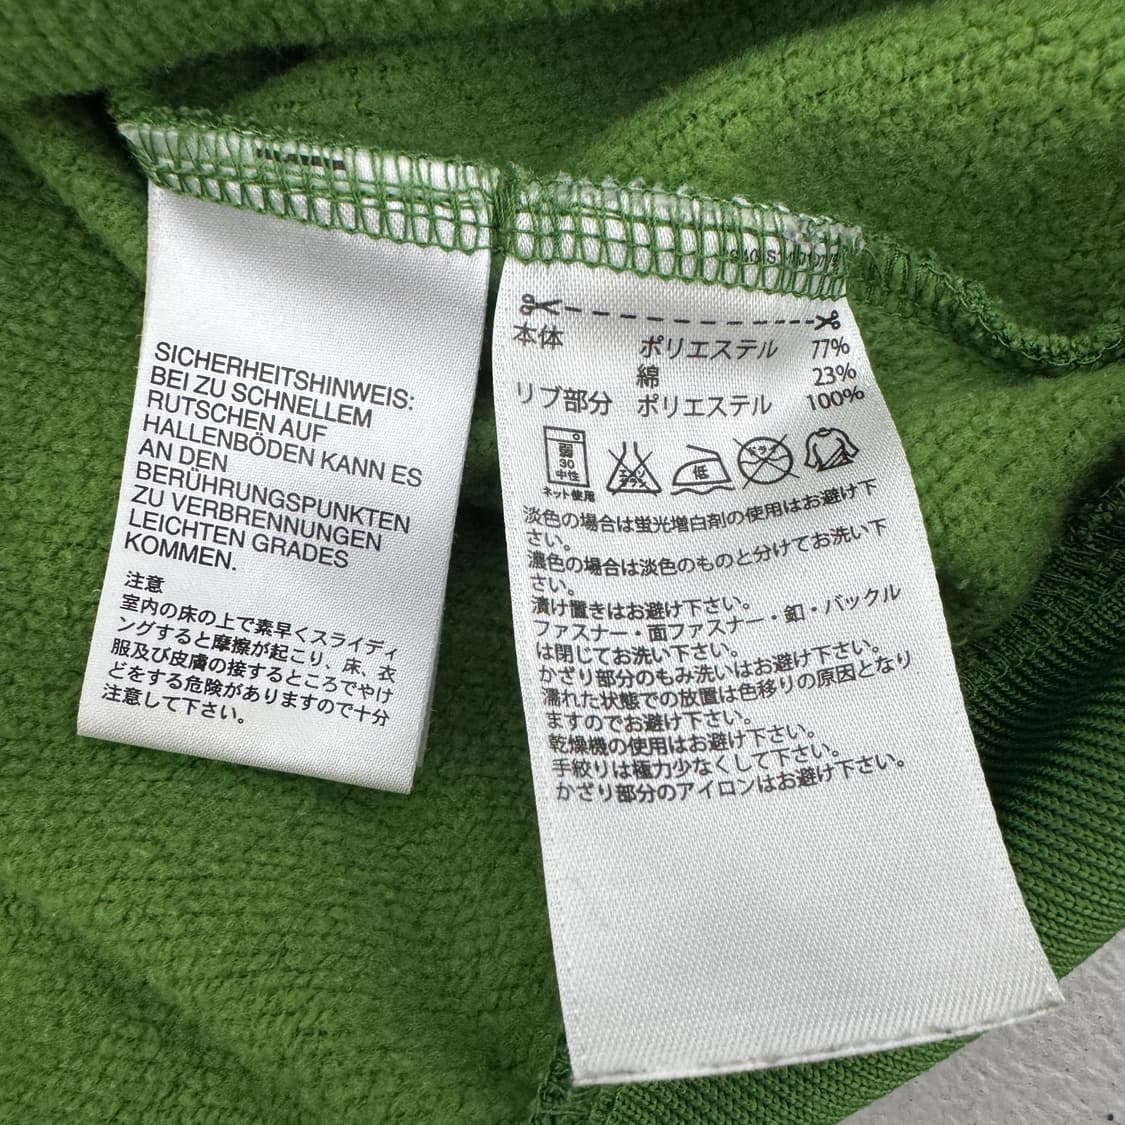 SICHERHEITSHINWEIS:
BEI ZU SCHNELLEM
RUTSCHEN AUF
HALLENBÖDEN KANN ES
AN DEN
BERÜHRUNGSPUNKTEN
ZU VERBRENNUNGEN
LEICHTEN GRADES
KOMMEN.
注意
室内の床の上で素早くスライディ
ングすると摩擦が起こり、床、衣
服及び皮膚の接するところでやけ
どをする危険がありますので十分
注意して下さい。
本体 ポリエステル 77%
綿 23%
リブ部分 ポリエステル 100%
弱
30
中性
ネット使用
エンソ
サラシ
低
ドライ
淡色の場合は蛍光増白剤の使用はお避け下
さい。
濃色の場合は淡色のものと分けてお洗い下
さい。
漬け置きはお避け下さい。
ファスナー・面ファスナー・釦・バックル
は閉じてお洗い下さい。
かざり部分のもみ洗いはお避け下さい。
濡れた状態での放置は色移りの原因となり
ますのでお避け下さい。
乾燥機の使用はお避け下さい。
手絞りは極力少なくして下さい。
かざり部分のアイロンはお避け下さい。